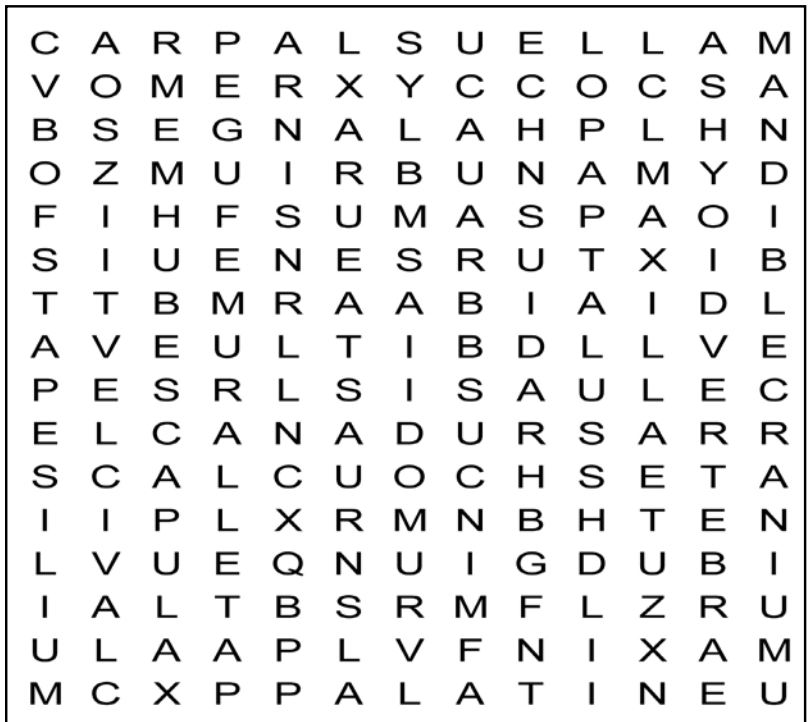 C A R P A L S U E L L A M
V O M E R X Y C C O C S A
B S E G N A L A H P L H N
O Z M U I R B U N A M Y D
F I H F S U M A S P A O I
S I U E N E S R U T X I B
T T B M R A A B I A I D L
A V E U L T I B D L L V E
P E S R L S I S A U L E C
E L C A N A D U R S A R R
S C A L C U O C H S E T A
I I P L X R M N B H T E N
L V U E Q N U I G D U B I
I A L T B S R M F L Z R U
U L A A P L V F N I X A M
M C X P P A L A T I N E U